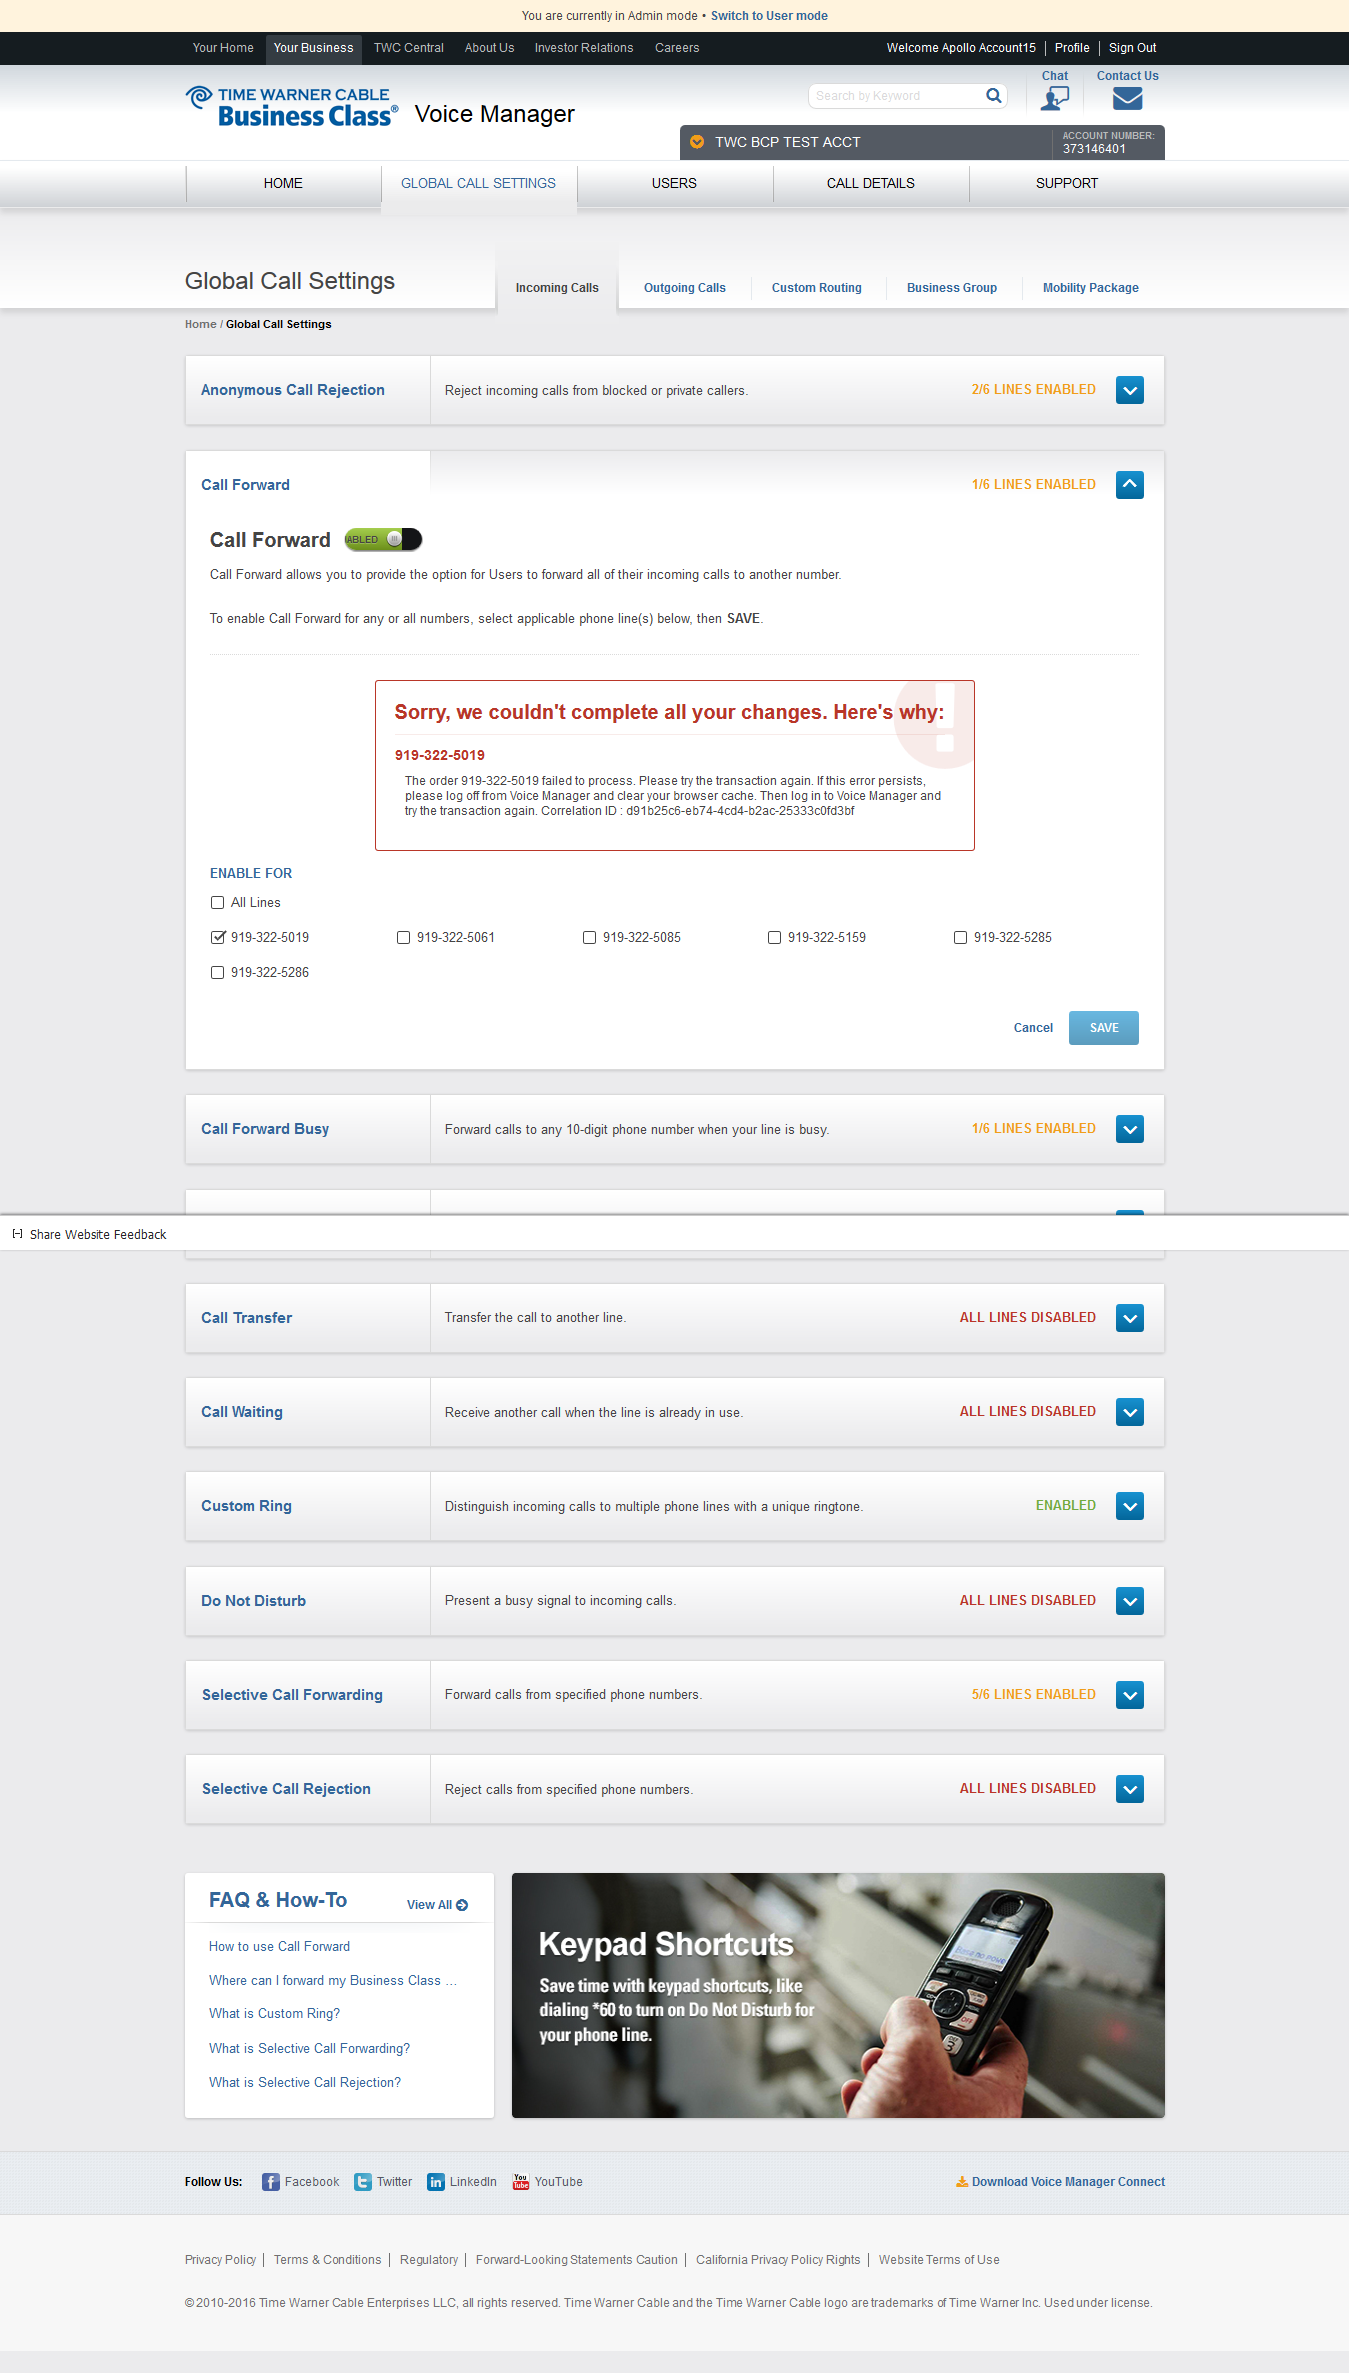 You are currently in Admin mode • Switch to User mode
Your Home Your Business TWC Central About Us Investor Relations Careers Welcome Apollo Account15 Profile Sign Out
Chat Contact Us
TIME WARNER CABLE
Business Class® Voice Manager
Search by Keyword
TWC BCP TEST ACCT
ACCOUNT NUMBER:
373146401
HOME GLOBAL CALL SETTINGS USERS CALL DETAILS SUPPORT
Global Call Settings
Incoming Calls Outgoing Calls Custom Routing Business Group Mobility Package
Home / Global Call Settings
Anonymous Call Rejection Reject incoming calls from blocked or private callers. 2/6 LINES ENABLED
Call Forward 1/6 LINES ENABLED
Call Forward ABLED
Call Forward allows you to provide the option for Users to forward all of their incoming calls to another number.
To enable Call Forward for any or all numbers, select applicable phone line(s) below, then SAVE.
Sorry, we couldn't complete all your changes. Here's why:
919-322-5019
The order 919-322-5019 failed to process. Please try the transaction again. If this error persists,
please log off from Voice Manager and clear your browser cache. Then log in to Voice Manager and
try the transaction again. Correlation ID : d91b25c6-eb74-4cd4-b2ac-25333c0fd3bf
ENABLE FOR
All Lines
919-322-5019 919-322-5061 919-322-5085 919-322-5159 919-322-5285
919-322-5286
Cancel SAVE
Call Forward Busy Forward calls to any 10-digit phone number when your line is busy. 1/6 LINES ENABLED
[-] Share Website Feedback
Call Transfer Transfer the call to another line. ALL LINES DISABLED
Call Waiting Receive another call when the line is already in use. ALL LINES DISABLED
Custom Ring Distinguish incoming calls to multiple phone lines with a unique ringtone. ENABLED
Do Not Disturb Present a busy signal to incoming calls. ALL LINES DISABLED
Selective Call Forwarding Forward calls from specified phone numbers. 5/6 LINES ENABLED
Selective Call Rejection Reject calls from specified phone numbers. ALL LINES DISABLED
FAQ & How-To View All
How to use Call Forward
Where can I forward my Business Class ...
What is Custom Ring?
What is Selective Call Forwarding?
What is Selective Call Rejection?
Keypad Shortcuts
Save time with keypad shortcuts, like
dialing *60 to turn on Do Not Disturb for
your phone line.
Follow Us: Facebook Twitter LinkedIn YouTube Download Voice Manager Connect
Privacy Policy Terms & Conditions Regulatory Forward-Looking Statements Caution California Privacy Policy Rights Website Terms of Use
© 2010-2016 Time Warner Cable Enterprises LLC, all rights reserved. Time Warner Cable and the Time Warner Cable logo are trademarks of Time Warner Inc. Used under license.